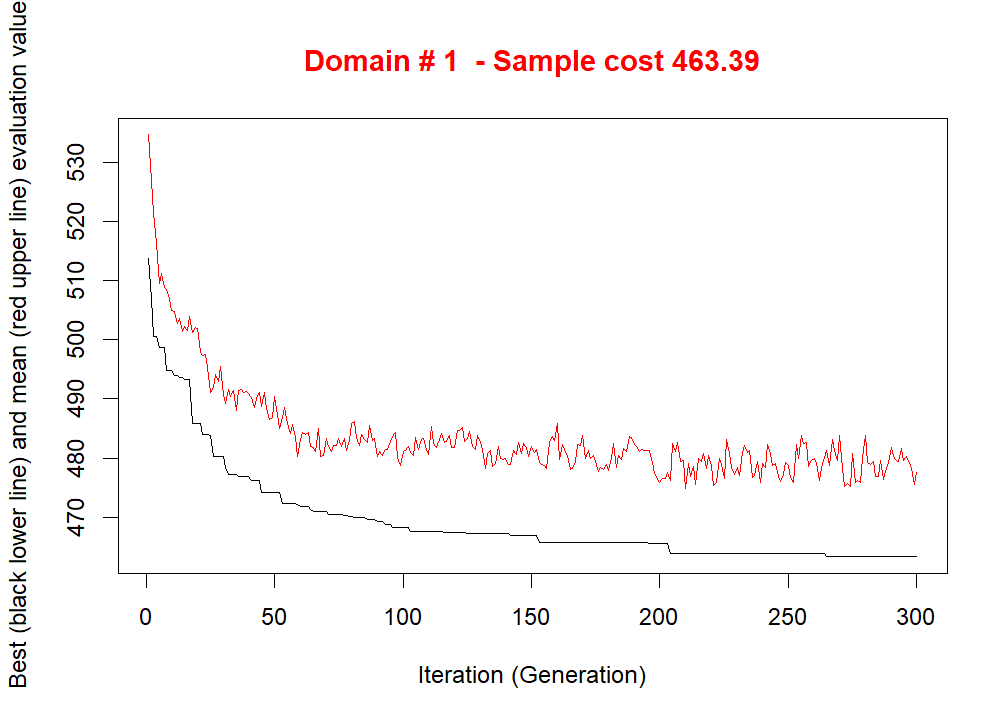 Domain # 1  - Sample cost 463.39
Best (black lower line) and mean (red upper line) evaluation value
530
520
510
500
490
480
470
0 50 100 150 200 250 300
Iteration (Generation)